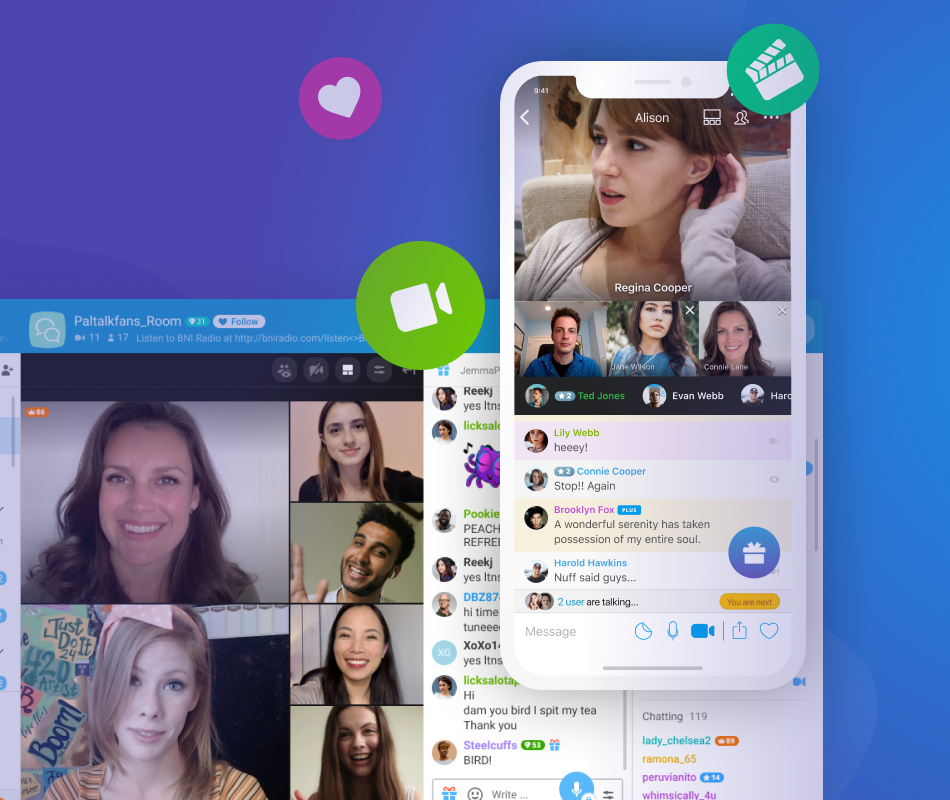 9:41
Alison
Regina Cooper
Jane Wilson
Connie Lane
2 Ted Jones
Evan Webb
Lily Webb
heeey!
2 Connie Cooper
Stop!! Again
Brooklyn Fox PLUS
A wonderful serenity has taken
possession of my entire soul.
Harold Hawkins
Nuff said guys...
2 user are talking...
You are next
Message
Paltalkfans_Room 31 Follow
11 17 Listen to BNI Radio at http://bniradio.com/listen<>B
86
Just
Do It
BOOM!
JemmaP
Reekj
yes ltns
licksalo
Pookie
PEACH
REFRE
Reekj
yes ltns
DBZ87
hi time
tuneee
XO
XoXo14
yes ltns
licksalotap
Hi
dam you bird I spit my tea
Thank you
Steelcuffs 53
BIRD!
Write ...
Chatting 119
lady_chelsea2 89
ramona_65
peruvianito 14
whimsically_4u